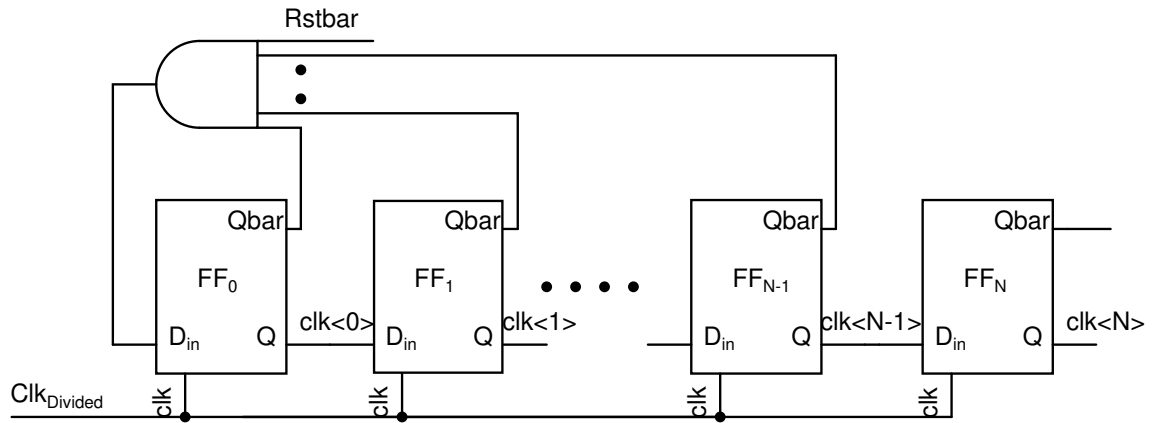 Rstbar
Qbar
Qbar
Qbar
Qbar
FF0
FF1
FFN-1
FFN
clk<0>
clk<1>
clk<N-1>
clk<N>
Din
Q
Din
Q
Din
Q
Din
Q
ClkDivided
clk
clk
clk
clk